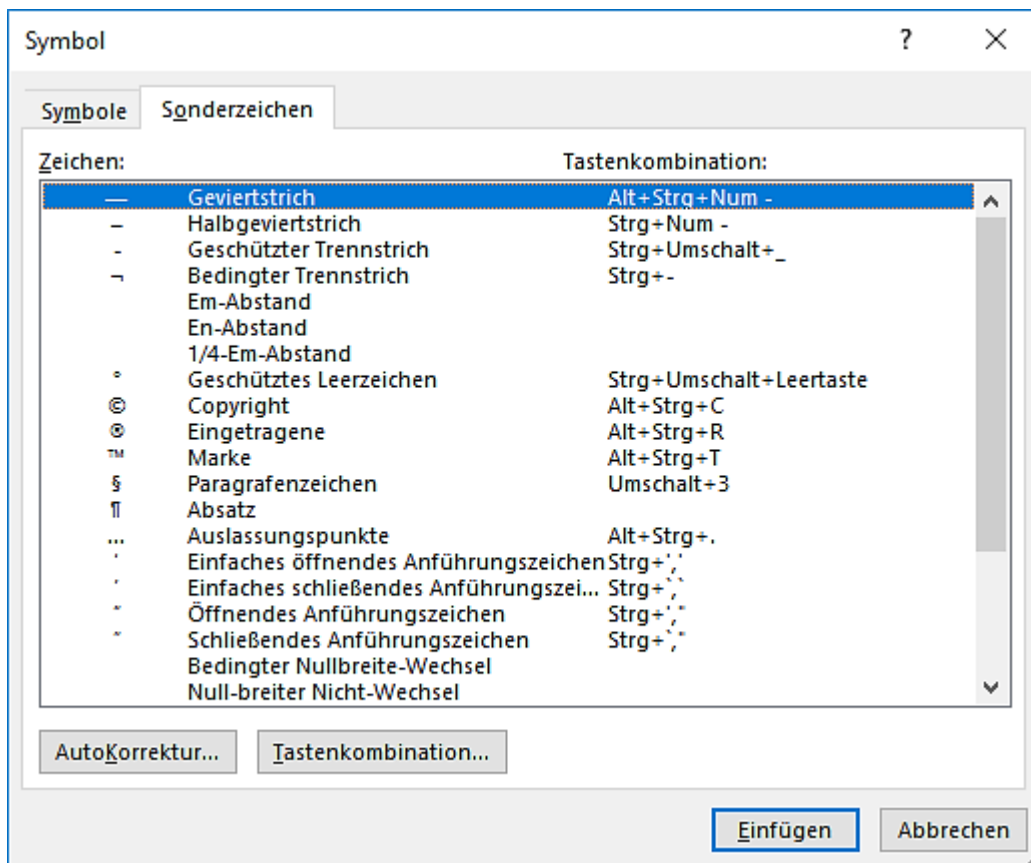 Symbol ?
Symbole Sonderzeichen
Zeichen: Tastenkombination:
— Geviertstrich Alt+Strg+Num -
– Halbgeviertstrich Strg+Num -
- Geschützter Trennstrich Strg+Umschalt+_
¬ Bedingter Trennstrich Strg+-
Em-Abstand
En-Abstand
1/4-Em-Abstand
° Geschütztes Leerzeichen Strg+Umschalt+Leertaste
© Copyright Alt+Strg+C
® Eingetragene Alt+Strg+R
™ Marke Alt+Strg+T
§ Paragrafenzeichen Umschalt+3
¶ Absatz
... Auslassungspunkte Alt+Strg+.
‘ Einfaches öffnendes Anführungszeichen Strg+','
’ Einfaches schließendes Anführungszei... Strg+`,`
“ Öffnendes Anführungszeichen Strg+',"
” Schließendes Anführungszeichen Strg+`,"
Bedingter Nullbreite-Wechsel
Null-breiter Nicht-Wechsel
AutoKorrektur... Tastenkombination...
Einfügen Abbrechen